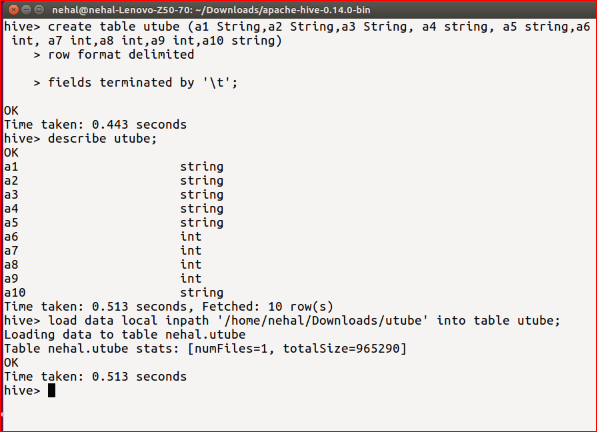 nehal@nehal-Lenovo-Z50-70: ~/Downloads/apache-hive-0.14.0-bin
hive> create table utube (a1 String,a2 String,a3 String, a4 string, a5 string,a6
 int, a7 int,a8 int,a9 int,a10 string)
    > row format delimited
    > fields terminated by '\t';
OK
Time taken: 0.443 seconds
hive> describe utube;
OK
a1                      string
a2                      string
a3                      string
a4                      string
a5                      string
a6                      int
a7                      int
a8                      int
a9                      int
a10                     string
Time taken: 0.513 seconds, Fetched: 10 row(s)
hive> load data local inpath '/home/nehal/Downloads/utube' into table utube;
Loading data to table nehal.utube
Table nehal.utube stats: [numFiles=1, totalSize=965290]
OK
Time taken: 0.513 seconds
hive>